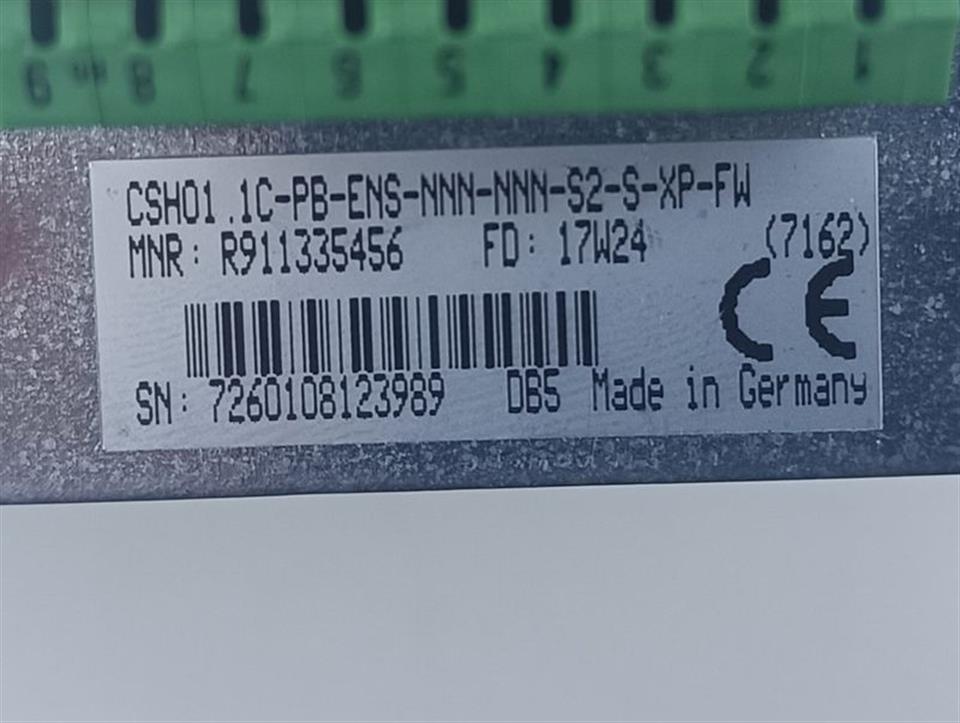 9 8 7 6 5 4 3 2 1
CSH01.1C-PB-ENS-NNN-NNN-S2-S-XP-FW
MNR: R911335456 FD: 17W24 (7162)
CE
SN: 7260108123989 DB5 Made in Germany